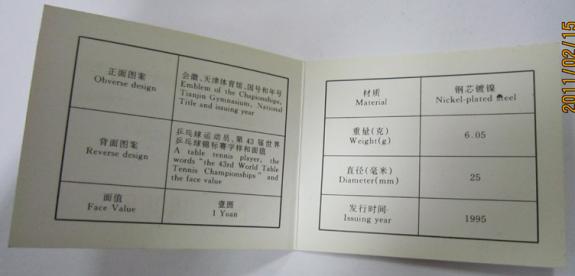 正面图案
Obverse design
会徽、天津体育馆、国号和年号
Emblem of the Chapionships,
Tianjin Gymnasium, National
Title and issuing year
背面图案
Reverse design
乒乓球运动员、第 43 届世界
乒乓球锦标赛字样和面值
A table tennis player, the
words "the 43rd World Table
Tennis Championships" and
the face value
面值
Face Value
壹圆
1 Yuan
材质
Material
钢芯镀镍
Nickel-plated steel
重量(克)
Weight(g)
6.05
直径(毫米)
Diameter(mm)
25
发行时间
Issuing year
1995
2011/02/15